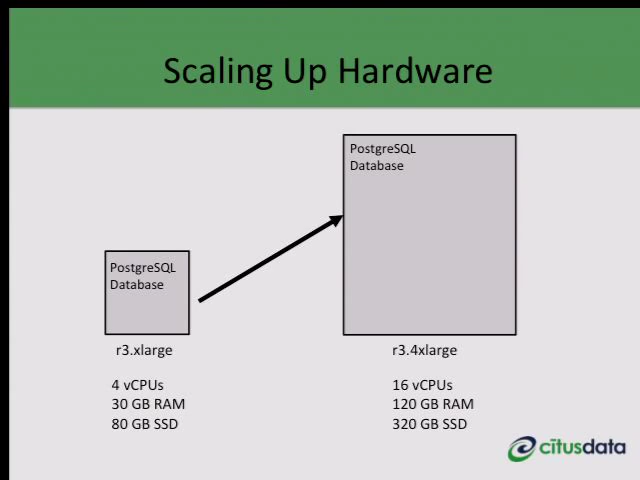 Scaling Up Hardware
PostgreSQL
Database
PostgreSQL
Database
r3.xlarge
4 vCPUs
30 GB RAM
80 GB SSD
r3.4xlarge
16 vCPUs
120 GB RAM
320 GB SSD
citusdata